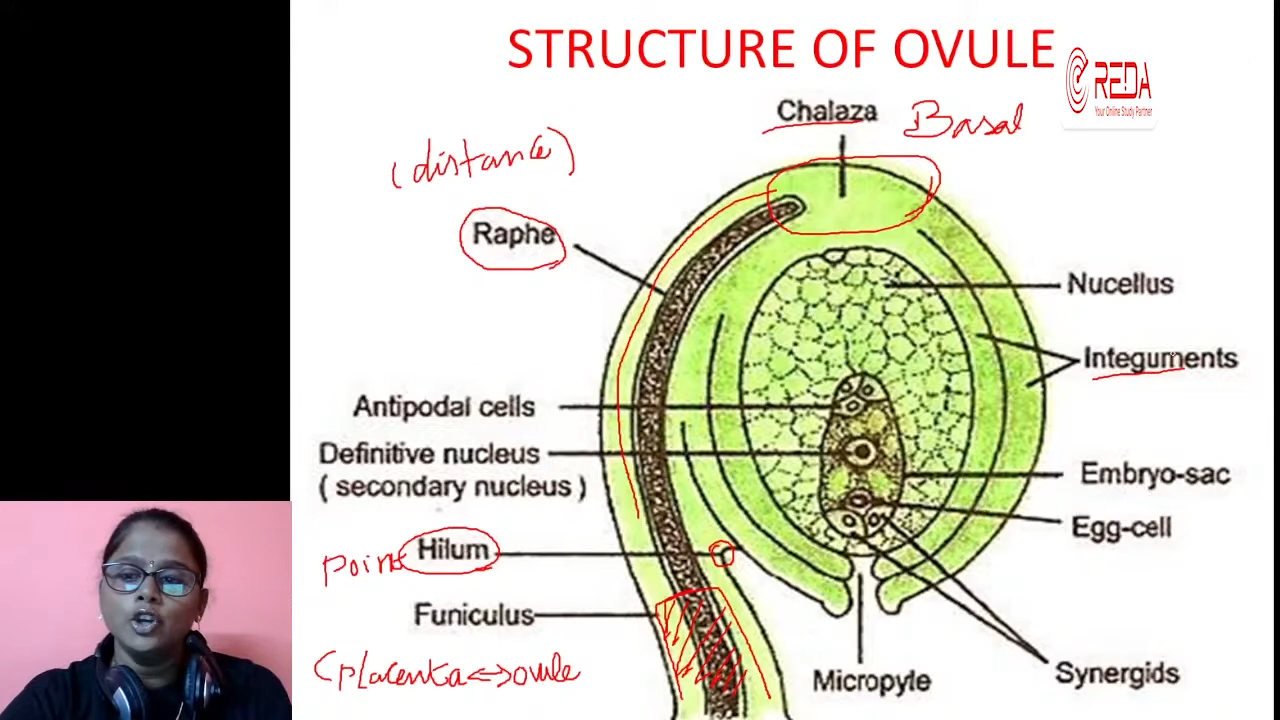 STRUCTURE OF OVULE
REDA
Your Online Study Partner
Chalaza
Basal
(distance)
Raphe
Nucellus
Integuments
Antipodal cells
Definitive nucleus
( secondary nucleus )
Embryo-sac
Egg-cell
Point Hilum
Funiculus
(Placenta ↔ ovule
Micropyle
Synergids